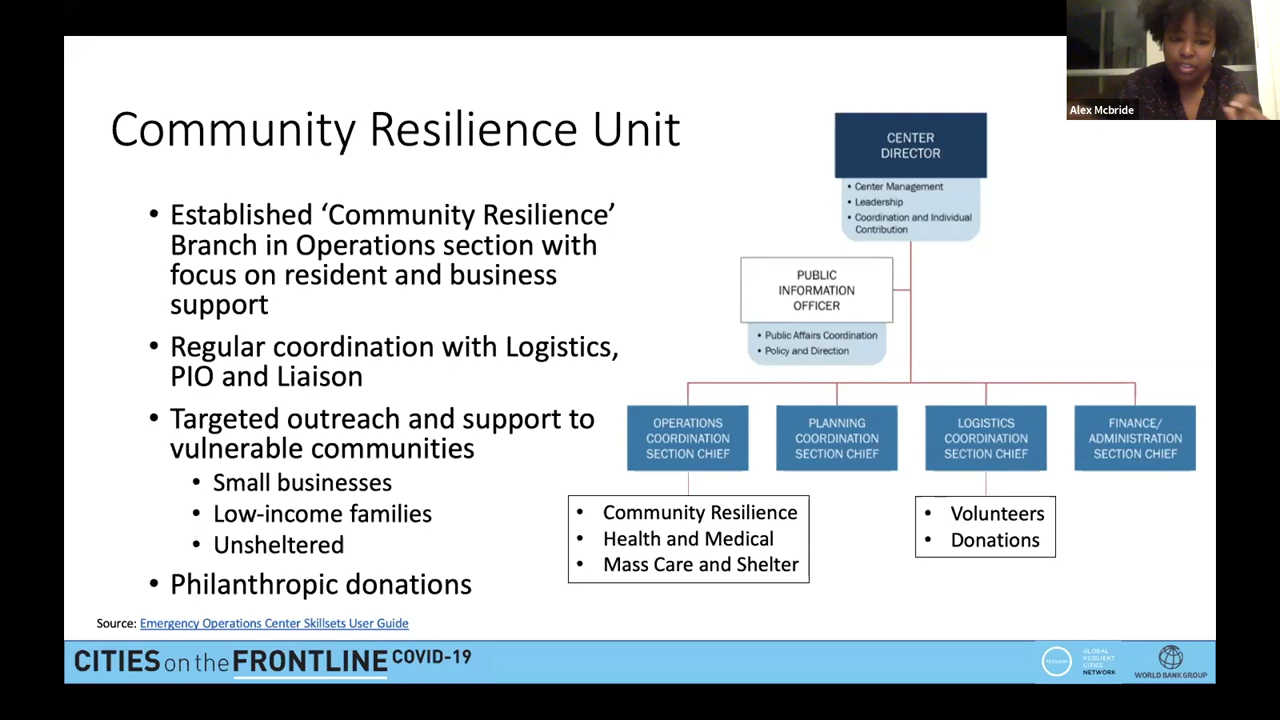 Alex Mcbride
Community Resilience Unit
• Established ‘Community Resilience’
Branch in Operations section with
focus on resident and business
support
• Regular coordination with Logistics,
PIO and Liaison
• Targeted outreach and support to
vulnerable communities
• Small businesses
• Low-income families
• Unsheltered
• Philanthropic donations
CENTER
DIRECTOR
• Center Management
• Leadership
• Coordination and Individual
Contribution
PUBLIC
INFORMATION
OFFICER
• Public Affairs Coordination
• Policy and Direction
OPERATIONS
COORDINATION
SECTION CHIEF
PLANNING
COORDINATION
SECTION CHIEF
LOGISTICS
COORDINATION
SECTION CHIEF
FINANCE/
ADMINISTRATION
SECTION CHIEF
• Community Resilience
• Health and Medical
• Mass Care and Shelter
• Volunteers
• Donations
Source: Emergency Operations Center Skillsets User Guide
CITIES on the FRONTLINE COVID-19
GLOBAL
RESILIENT
CITIES
NETWORK
WORLD BANK GROUP